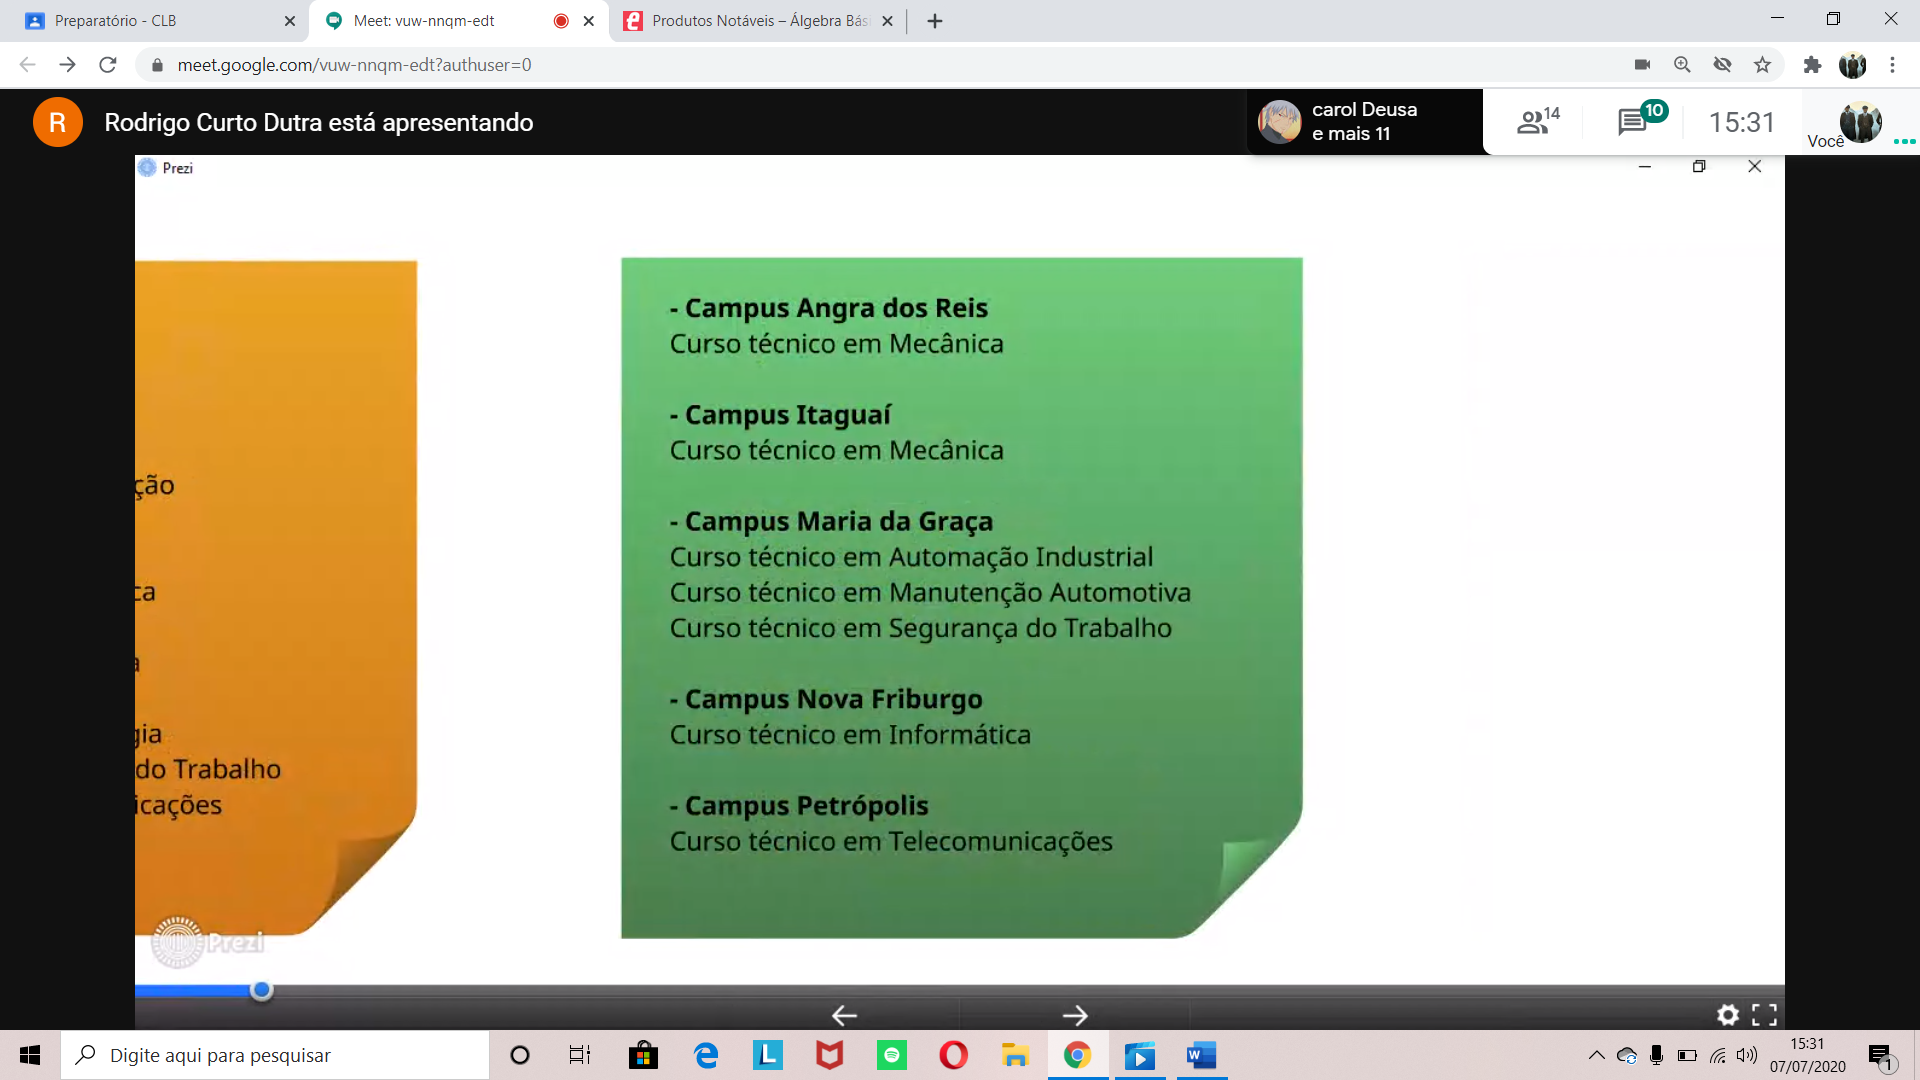 Preparatório - CLB
Meet: vuw-nnqm-edt
Produtos Notáveis – Álgebra Bás
meet.google.com/vuw-nnqm-edt?authuser=0
R
Rodrigo Curto Dutra está apresentando
carol Deusa
e mais 11
14
10
15:31
Você
Prezi
ção
ca
a
gia
do Trabalho
icações
Prezi
- Campus Angra dos Reis
Curso técnico em Mecânica
- Campus Itaguaí
Curso técnico em Mecânica
- Campus Maria da Graça
Curso técnico em Automação Industrial
Curso técnico em Manutenção Automotiva
Curso técnico em Segurança do Trabalho
- Campus Nova Friburgo
Curso técnico em Informática
- Campus Petrópolis
Curso técnico em Telecomunicações
Digite aqui para pesquisar
15:31
07/07/2020
1